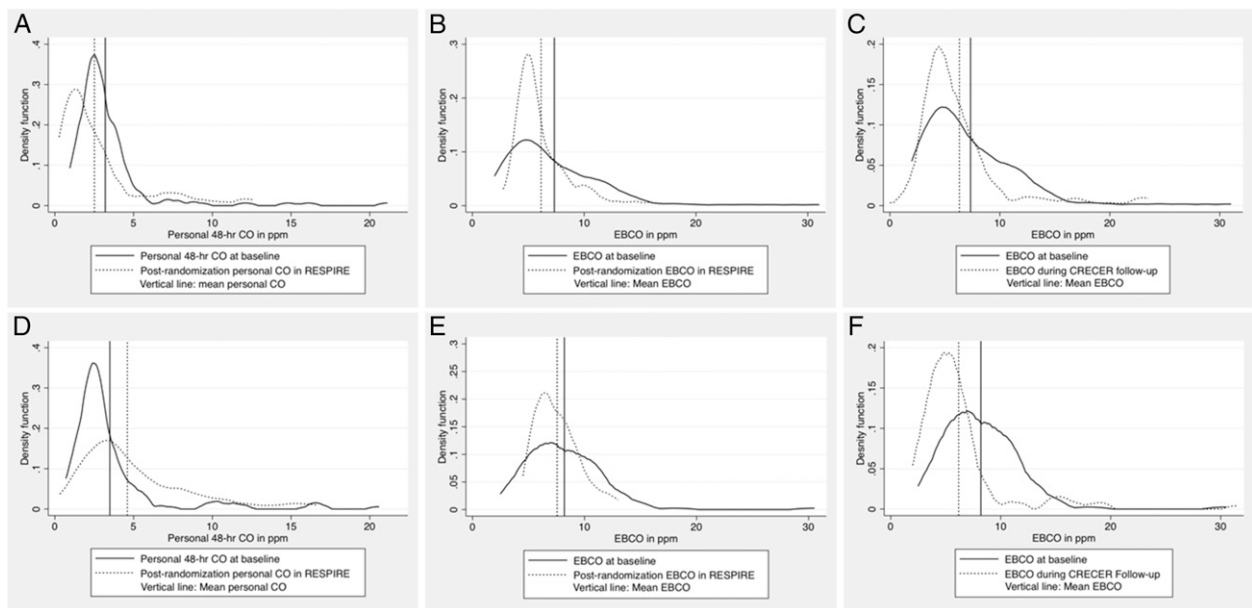 A
Density function
.4
.3
.2
.1
0
0 5 10 15 20
Personal 48-hr CO in ppm
Personal 48-hr CO at baseline
Post-randomization personal CO in RESPIRE
Vertical line: mean personal CO
B
Density function
.3
.2
.1
0
0 10 20 30
EBCO in ppm
EBCO at baseline
Post-randomization EBCO in RESPIRE
Vertical line: Mean EBCO
C
Density function
.2
.15
.1
.05
0
0 10 20 30
EBCO in ppm
EBCO at baseline
EBCO during CRECER follow-up
Vertical line: Mean EBCO
D
Density function
.4
.3
.2
.1
0
0 5 10 15 20
Personal 48-hr CO in ppm
Personal 48-hr CO at baseline
Post-randomization personal CO in RESPIRE
Vertical line: Mean personal CO
E
Density function
.3
.25
.2
.15
.1
.05
0
0 10 20 30
EBCO in ppm
EBCO at baseline
Post-randomization EBCO in RESPIRE
Vertical line: Mean EBCO
F
Desnity function
.2
.15
.1
.05
0
0 10 20 30
EBCO in ppm
EBCO at baseline
EBCO during CRECER Follow-up
Vertical line: Mean EBCO